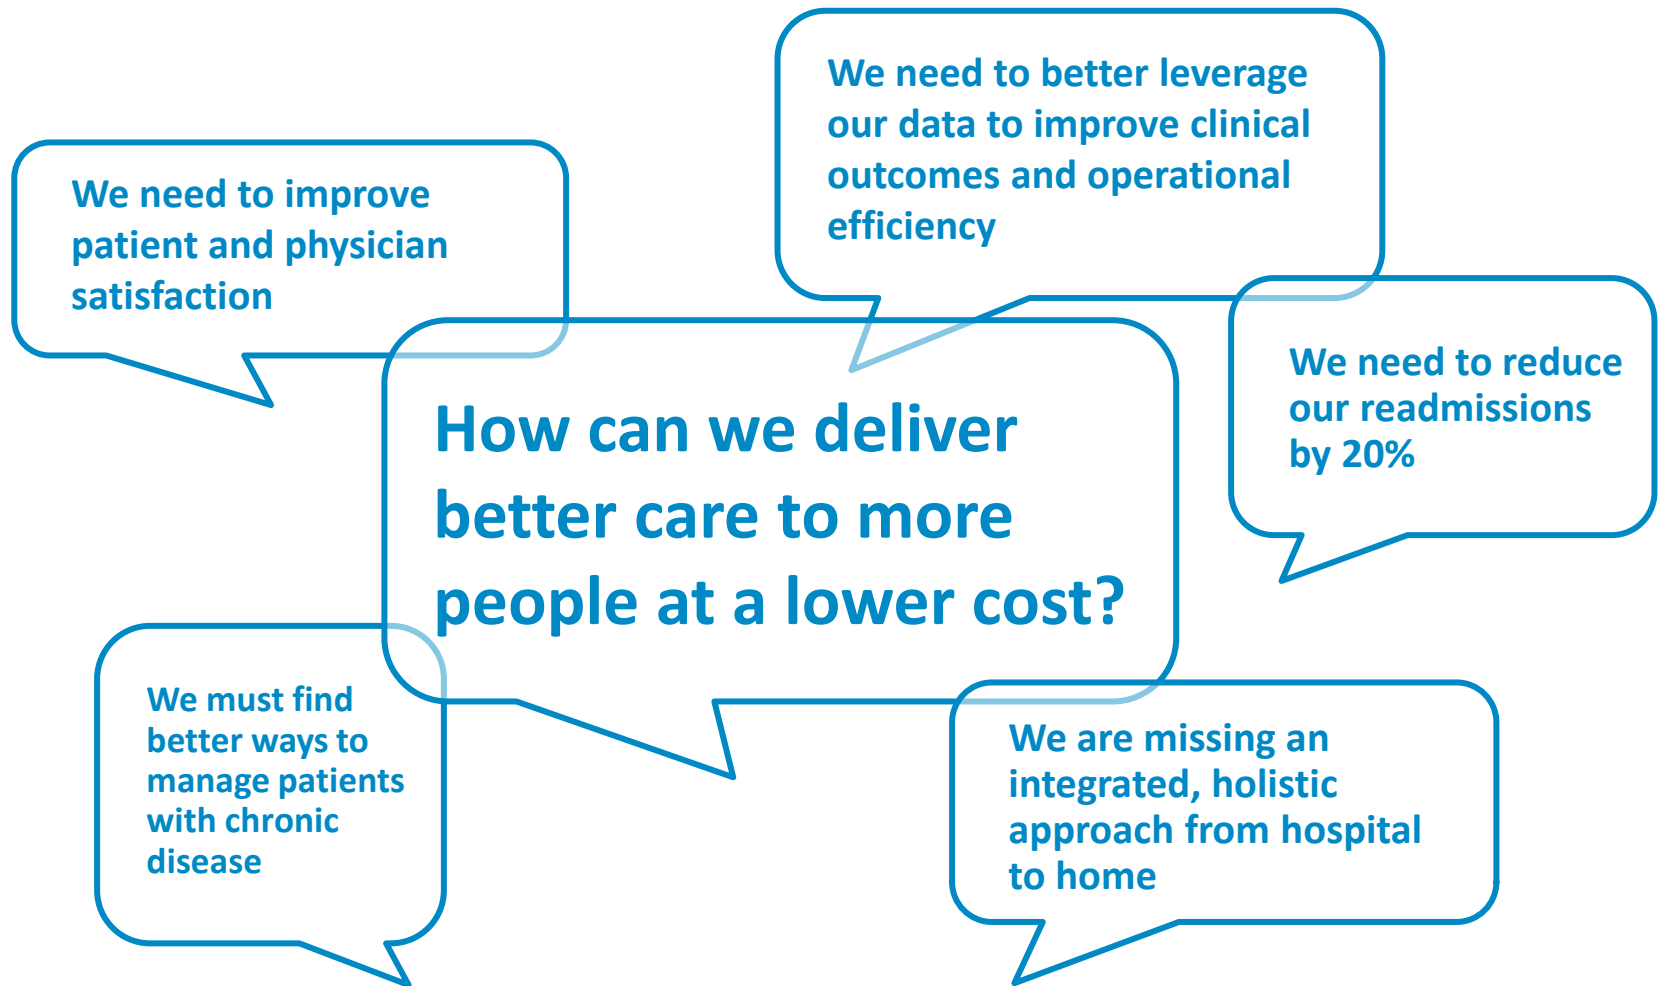 We need to better leverage
our data to improve clinical
outcomes and operational
efficiency
We need to improve
patient and physician
satisfaction
We need to reduce
our readmissions
by 20%
How can we deliver
better care to more
people at a lower cost?
We must find
better ways to
manage patients
with chronic
disease
We are missing an
integrated, holistic
approach from hospital
to home